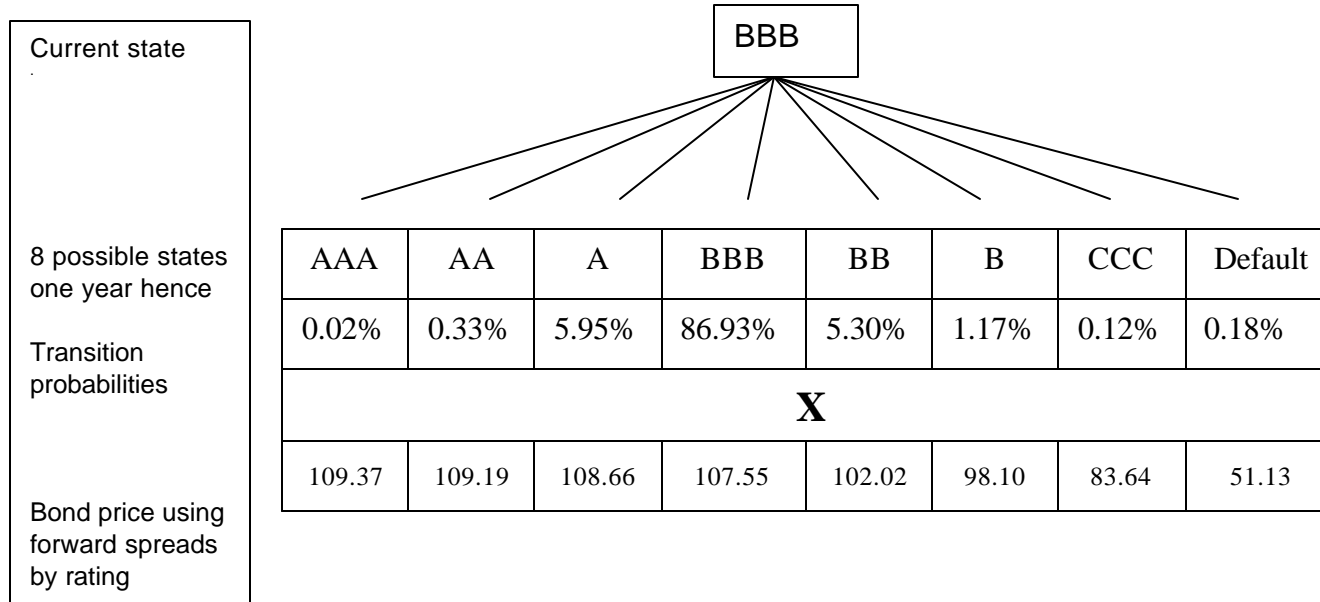 BBB
Current state
.
8 possible states
one year hence
Transition
probabilities
Bond price using
forward spreads
by rating
AAA AA A BBB BB B CCC Default
0.02% 0.33% 5.95% 86.93% 5.30% 1.17% 0.12% 0.18%
X
109.37 109.19 108.66 107.55 102.02 98.10 83.64 51.13